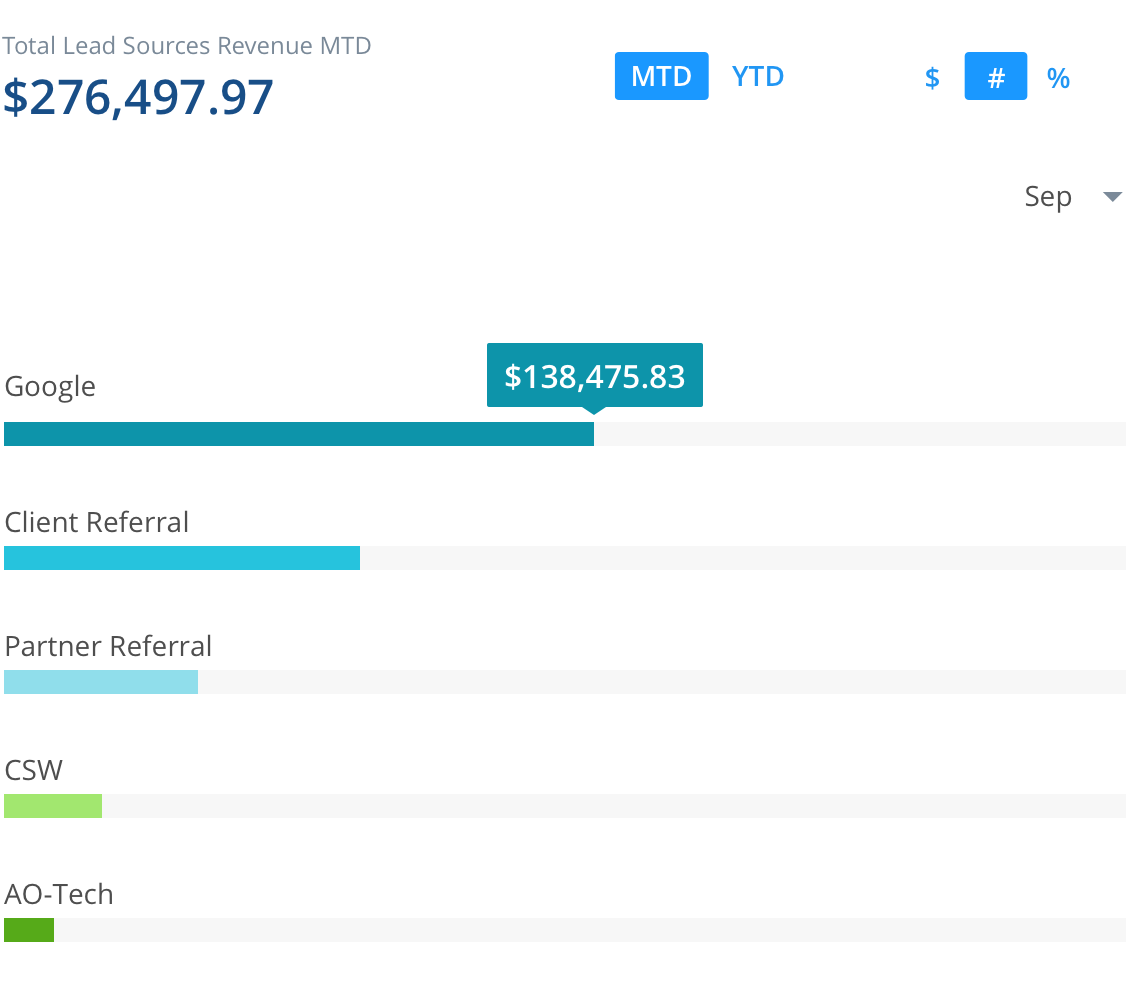 Total Lead Sources Revenue MTD
$276,497.97
MTD YTD $ # %
Sep
$138,475.83
Google
Client Referral
Partner Referral
CSW
AO-Tech